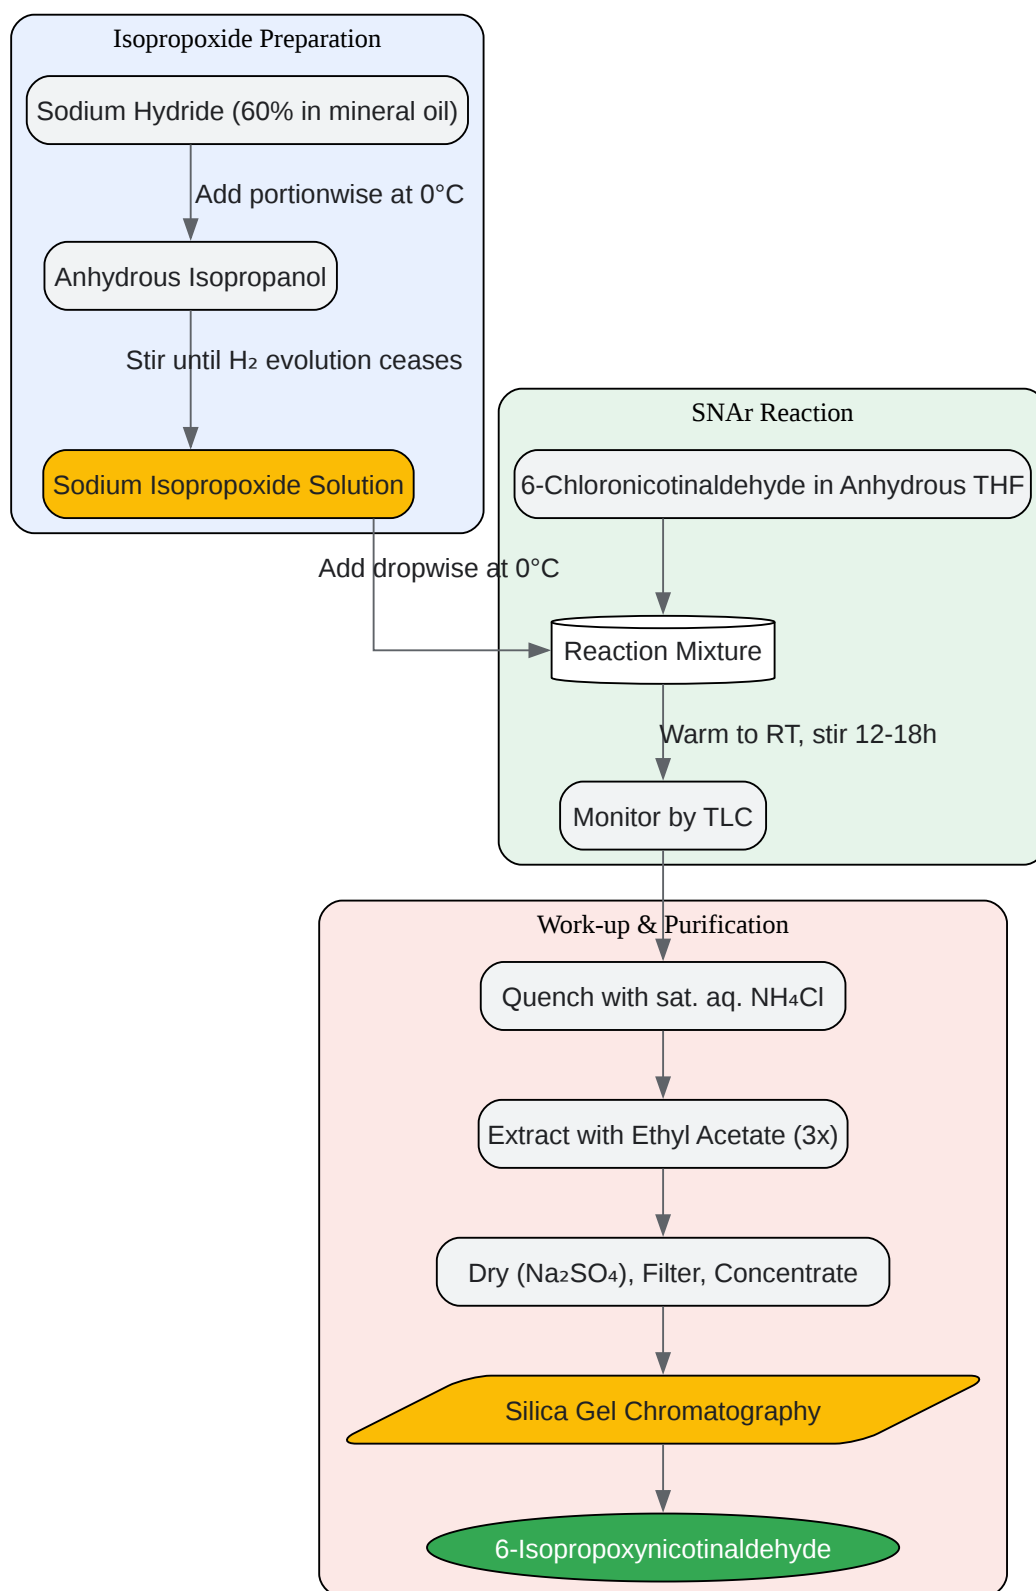 Isopropoxide Preparation
Sodium Hydride (60% in mineral oil)
Add portionwise at 0°C
Anhydrous Isopropanol
Stir until H₂ evolution ceases
Sodium Isopropoxide Solution
SNAr Reaction
6-Chloronicotinaldehyde in Anhydrous THF
Add dropwise at 0°C
Reaction Mixture
Warm to RT, stir 12-18h
Monitor by TLC
Work-up & Purification
Quench with sat. aq. NH₄Cl
Extract with Ethyl Acetate (3x)
Dry (Na₂SO₄), Filter, Concentrate
Silica Gel Chromatography
6-Isopropoxynicotinaldehyde